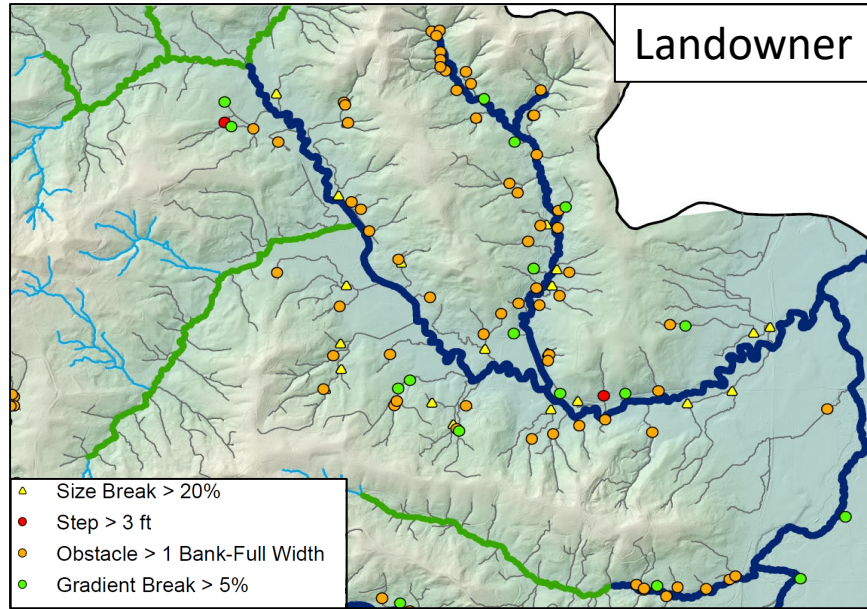 Landowner
Size Break > 20%
Step > 3 ft
Obstacle > 1 Bank-Full Width
Gradient Break > 5%